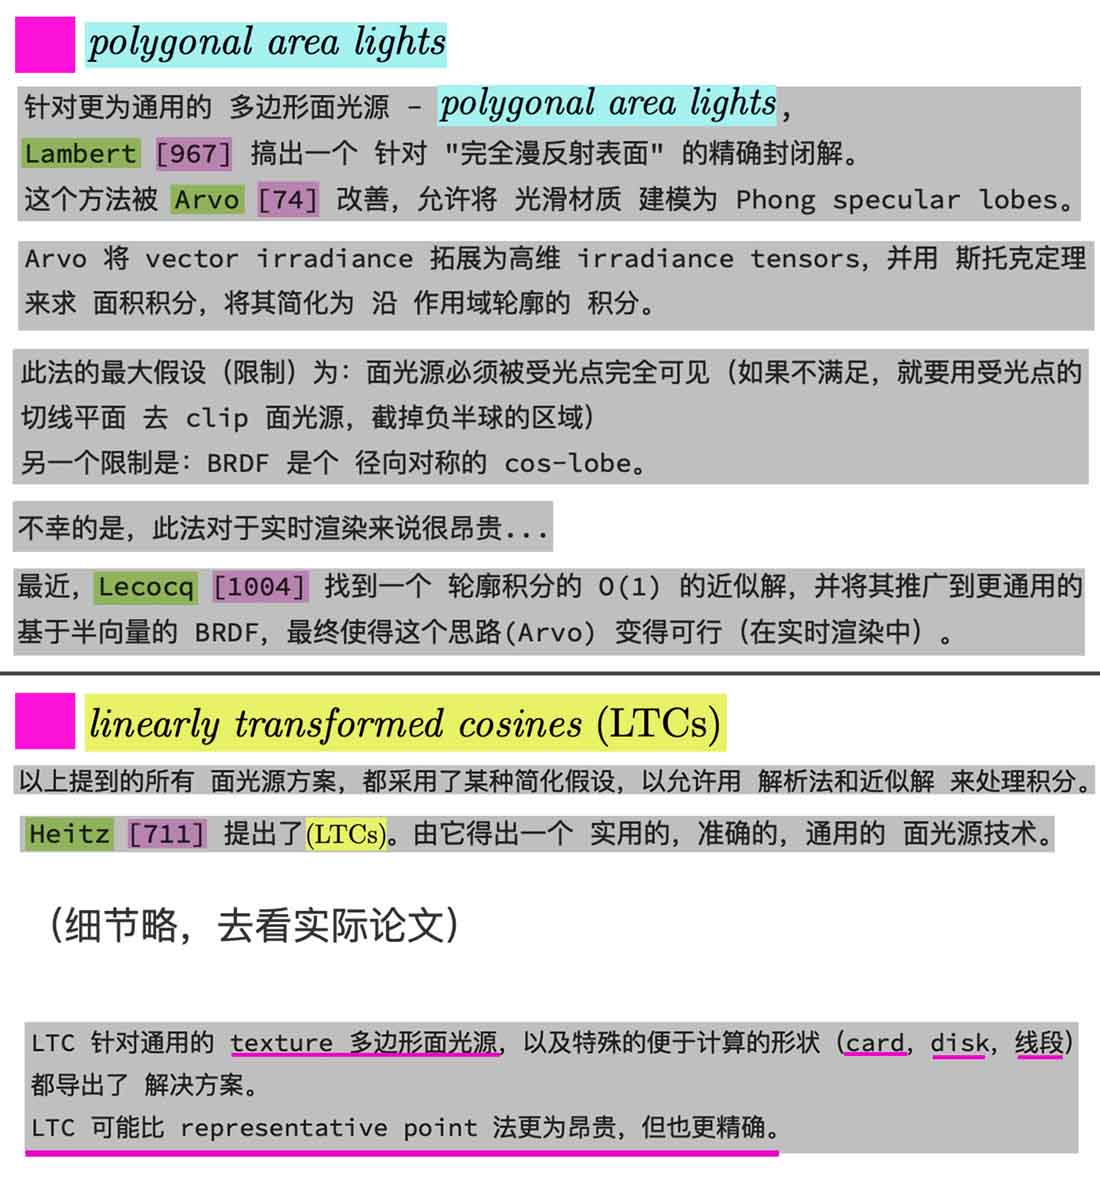 polygonal area lights
针对更为通用的 多边形面光源 - polygonal area lights,
Lambert [967] 搞出一个 针对 "完全漫反射表面" 的精确封闭解。
这个方法被 Arvo [74] 改善，允许将 光滑材质 建模为 Phong specular lobes。
Arvo 将 vector irradiance 拓展为高维 irradiance tensors，并用 斯托克定理
来求 面积积分，将其简化为 沿 作用域轮廓的 积分。
此法的最大假设（限制）为：面光源必须被受光点完全可见（如果不满足，就要用受光点的
切线平面 去 clip 面光源，截掉负半球的区域）
另一个限制是：BRDF 是个 径向对称的 cos-lobe。
不幸的是，此法对于实时渲染来说很昂贵...
最近，Lecocq [1004] 找到一个 轮廓积分的 O(1) 的近似解，并将其推广到更通用的
基于半向量的 BRDF，最终使得这个思路(Arvo) 变得可行（在实时渲染中）。
linearly transformed cosines (LTCs)
以上提到的所有 面光源方案，都采用了某种简化假设，以允许用 解析法和近似解 来处理积分。
Heitz [711] 提出了(LTCs)。由它得出一个 实用的，准确的，通用的 面光源技术。
（细节略，去看实际论文）
LTC 针对通用的 texture 多边形面光源，以及特殊的便于计算的形状（card，disk，线段）
都导出了 解决方案。
LTC 可能比 representative point 法更为昂贵，但也更精确。